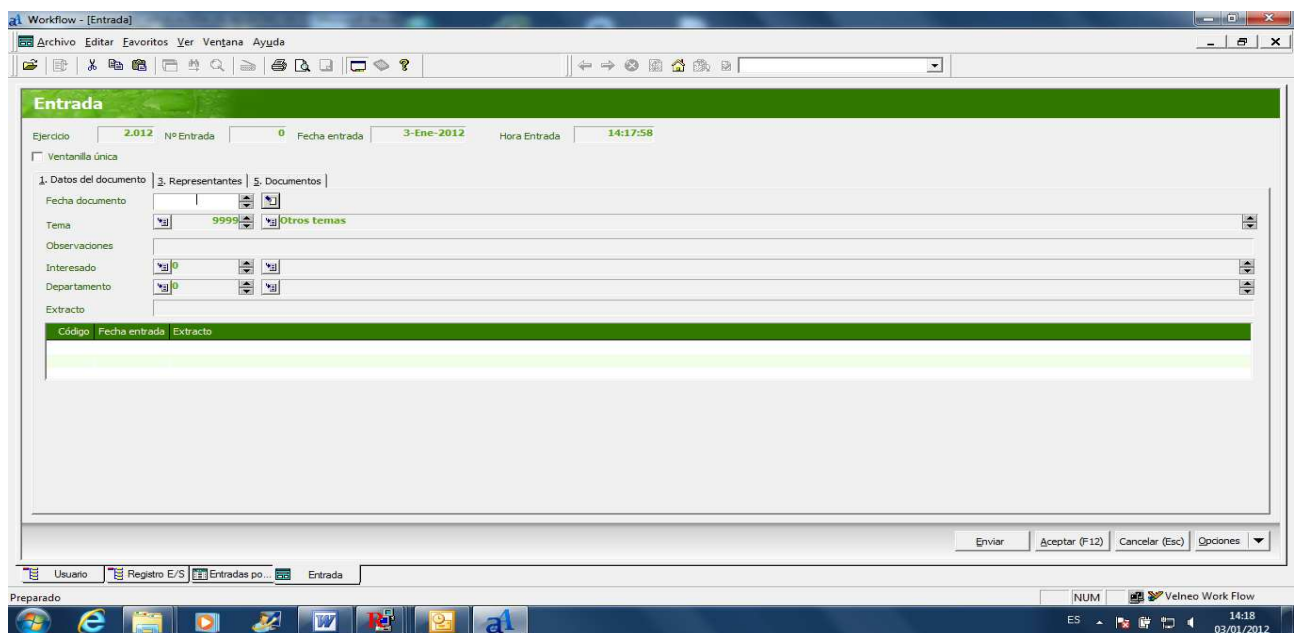 Workflow - [Entrada]
Archivo Editar Favoritos Ver Ventana Ayuda
Entrada
Ejercicio 2.012 Nº Entrada 0 Fecha entrada 3-Ene-2012 Hora Entrada 14:17:58
Ventanilla única
1. Datos del documento 3. Representantes 5. Documentos
Fecha documento
Tema 9999 Otros temas
Observaciones
Interesado 0
Departamento 0
Extracto
Código Fecha entrada Extracto
Enviar Aceptar (F12) Cancelar (Esc) Opciones
Usuario Registro E/S Entradas po... Entrada
Preparado NUM Velneo Work Flow
ES 14:18
03/01/2012